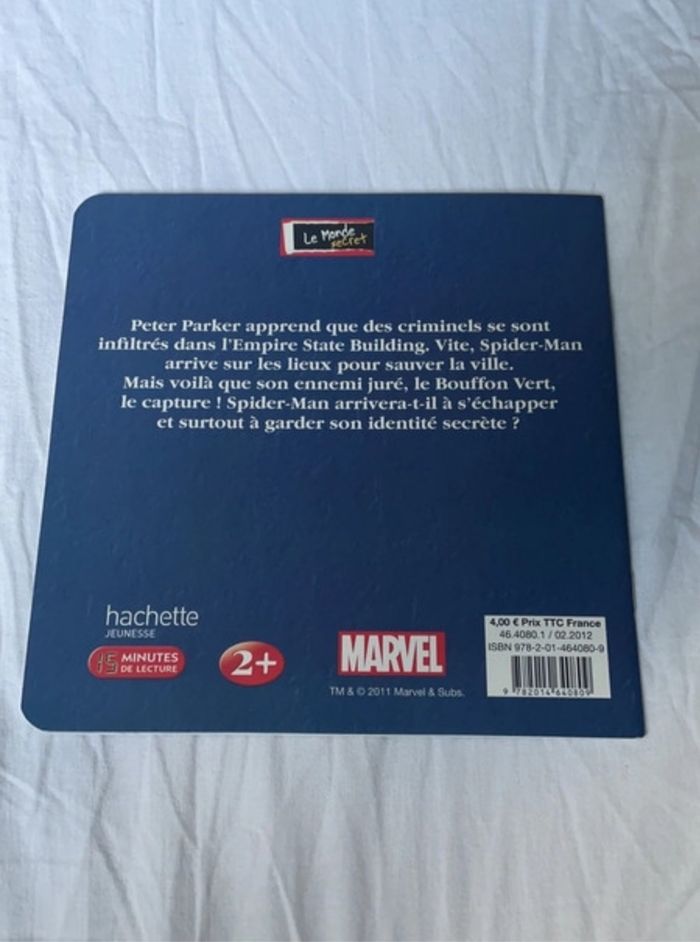 Le Monde
secret
Peter Parker apprend que des criminels se sont
infiltrés dans l'Empire State Building. Vite, Spider-Man
arrive sur les lieux pour sauver la ville.
Mais voilà que son ennemi juré, le Bouffon Vert,
le capture ! Spider-Man arrivera-t-il à s'échapper
et surtout à garder son identité secrète ?
hachette
JEUNESSE
15 MINUTES
DE LECTURE
2+
MARVEL
TM & © 2011 Marvel & Subs.
4,00 € Prix TTC France
46.4080.1 / 02.2012
ISBN 978-2-01-464080-9
9 782014 640809